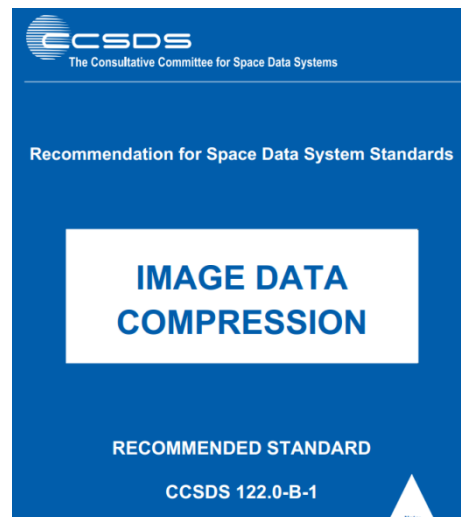 CCSDS
The Consultative Committee for Space Data Systems
Recommendation for Space Data System Standards
IMAGE DATA
COMPRESSION
RECOMMENDED STANDARD
CCSDS 122.0-B-1